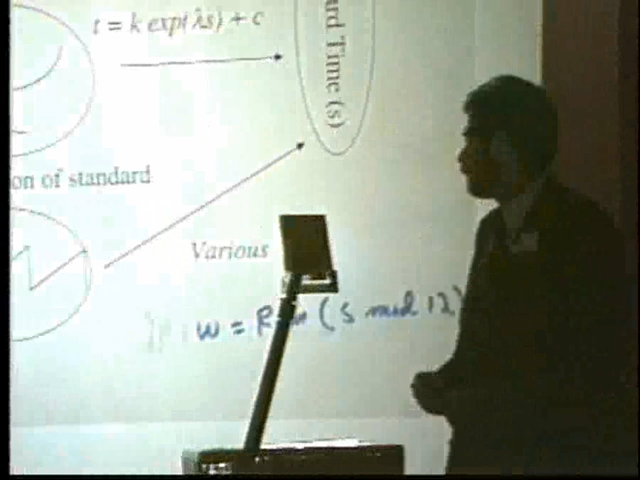 t = k exp(λs) + c
rd Time (s)
on of standard
Various
w = R (s mod 12)